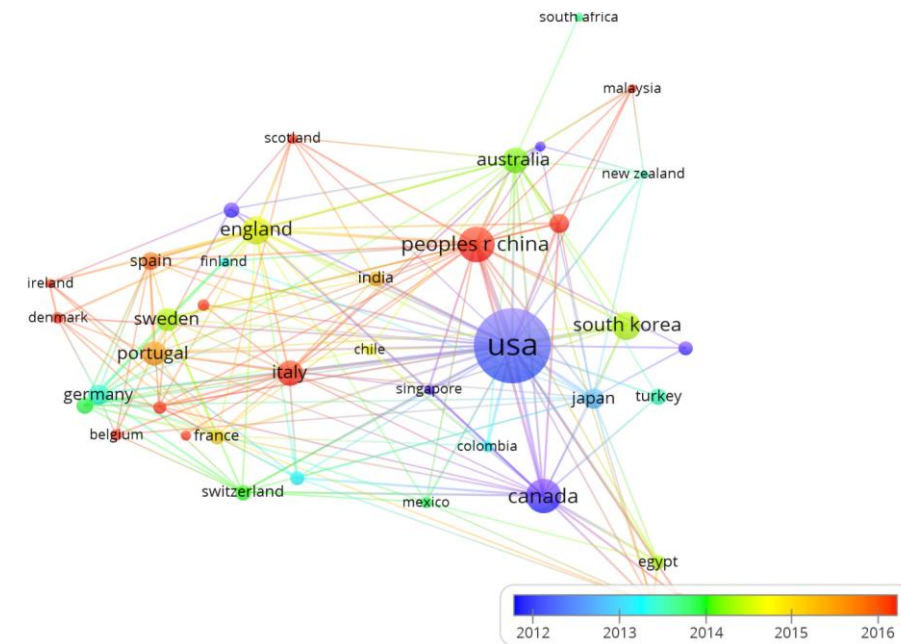 south africa
malaysia
scotland
australia
new zealand
england
peoples r china
spain
finland
india
ireland
denmark
sweden
south korea
portugal
chile
usa
italy
singapore
germany
japan
turkey
belgium
france
colombia
switzerland
canada
mexico
egypt
2012 2013 2014 2015 2016